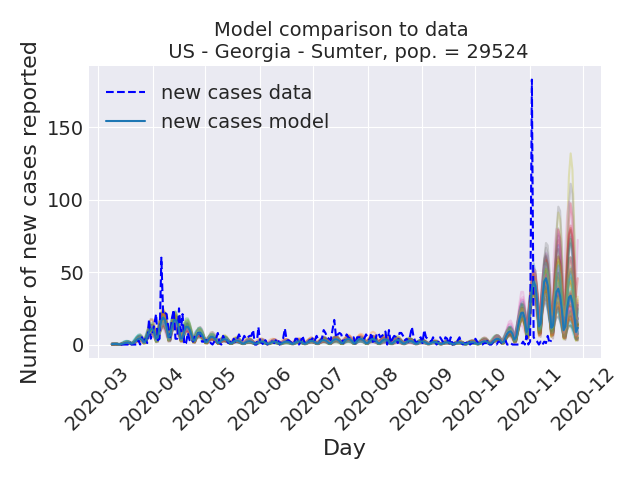 Model comparison to data
US - Georgia - Sumter, pop. = 29524
new cases data
new cases model
Number of new cases reported
150
100
50
0
2020-03
2020-04
2020-05
2020-06
2020-07
2020-08
2020-09
2020-10
2020-11
2020-12
Day